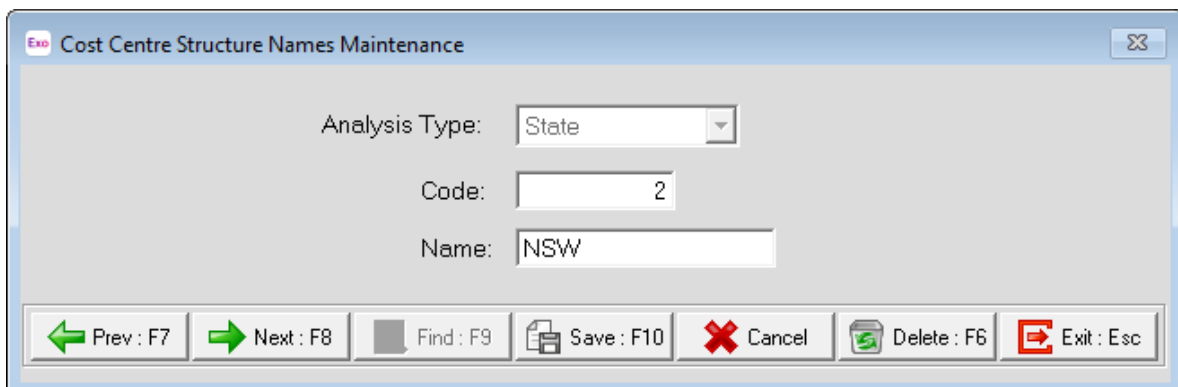 Exo Cost Centre Structure Names Maintenance
Analysis Type: State
Code: 2
Name: NSW
Prev : F7 Next : F8 Find : F9 Save : F10 Cancel Delete : F6 Exit : Esc